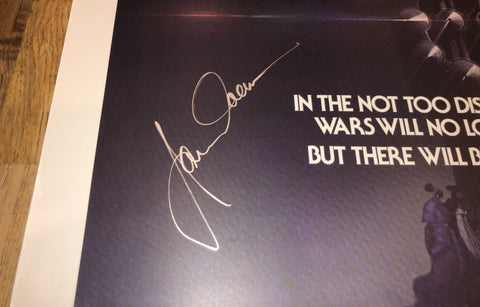 IN THE NOT TOO DIS
WARS WILL NO LO
BUT THERE WILL B